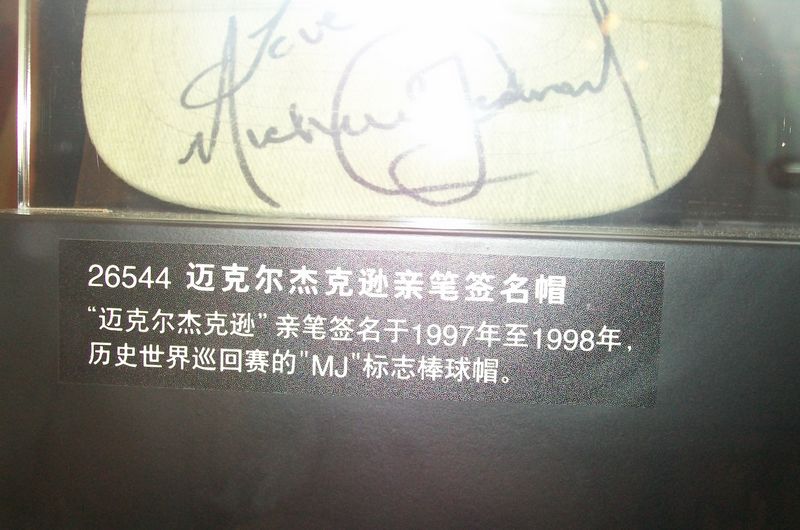 Love
Michael Jackson
26544 迈克尔杰克逊亲笔签名帽
“迈克尔杰克逊” 亲笔签名于1997年至1998年，
历史世界巡回赛的"MJ"标志棒球帽。